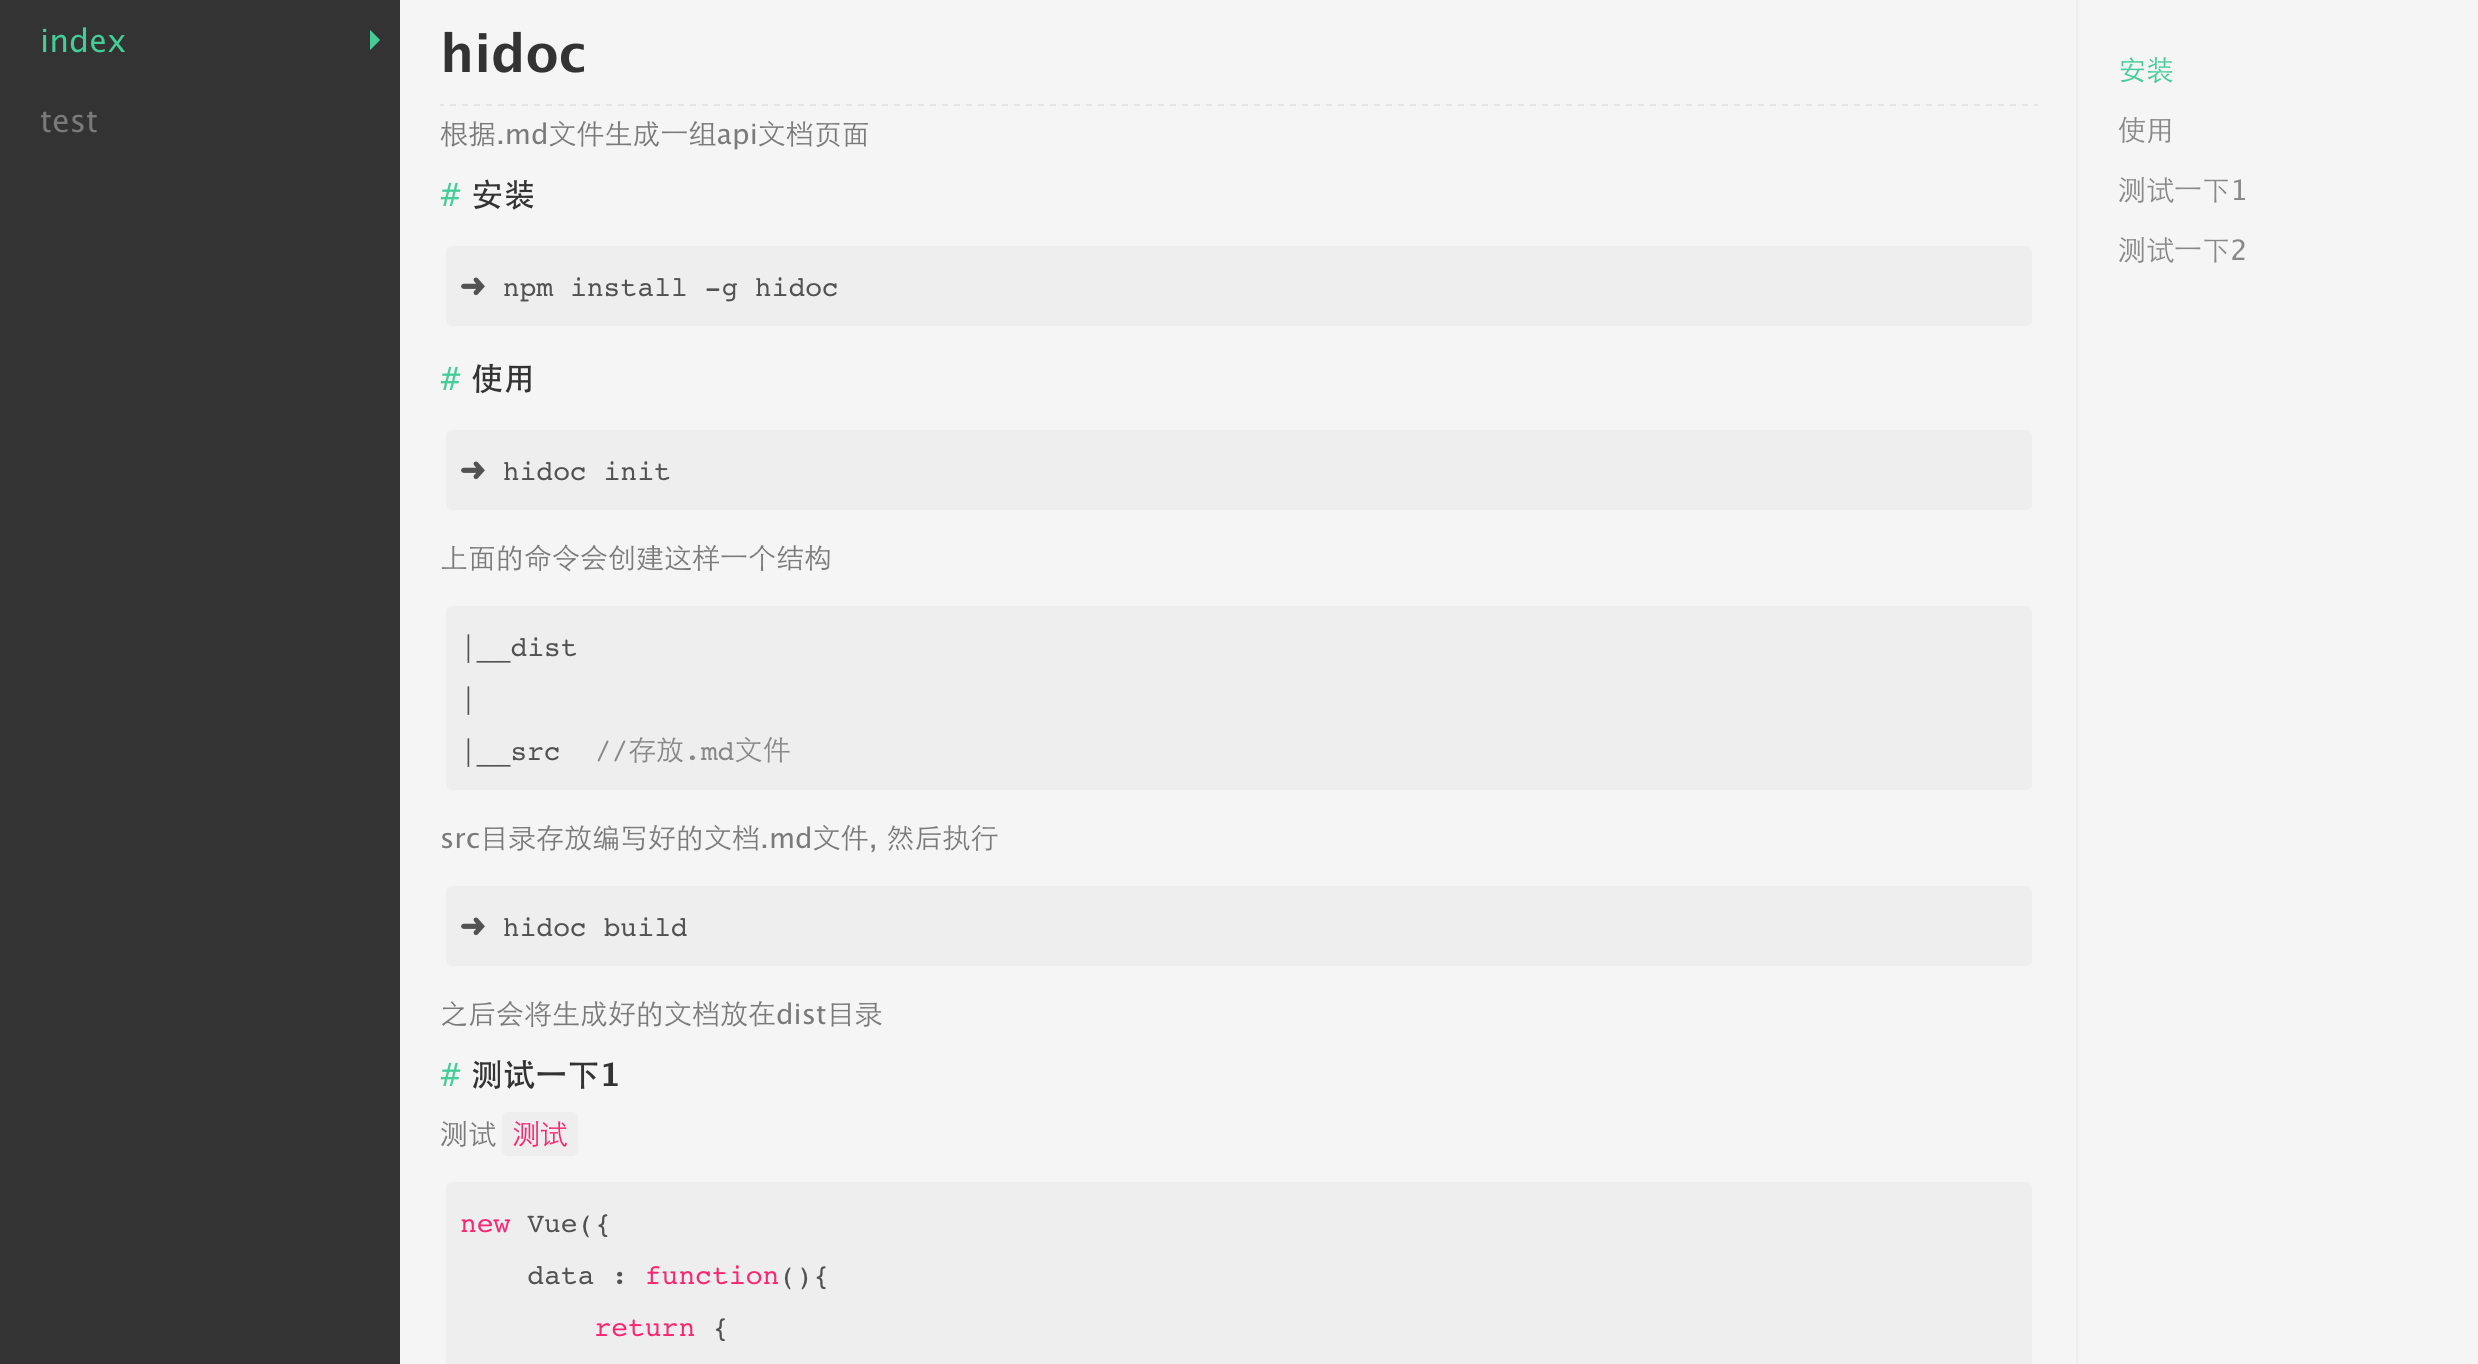 index
test
hidoc
根据.md文件生成一组api文档页面
# 安装
➜ npm install -g hidoc
# 使用
➜ hidoc init
上面的命令会创建这样一个结构
|__dist
|
|__src  //存放.md文件
src目录存放编写好的文档.md文件, 然后执行
➜ hidoc build
之后会将生成好的文档放在dist目录
# 测试一下1
测试 测试
new Vue({
    data : function(){
        return {
安装
使用
测试一下1
测试一下2